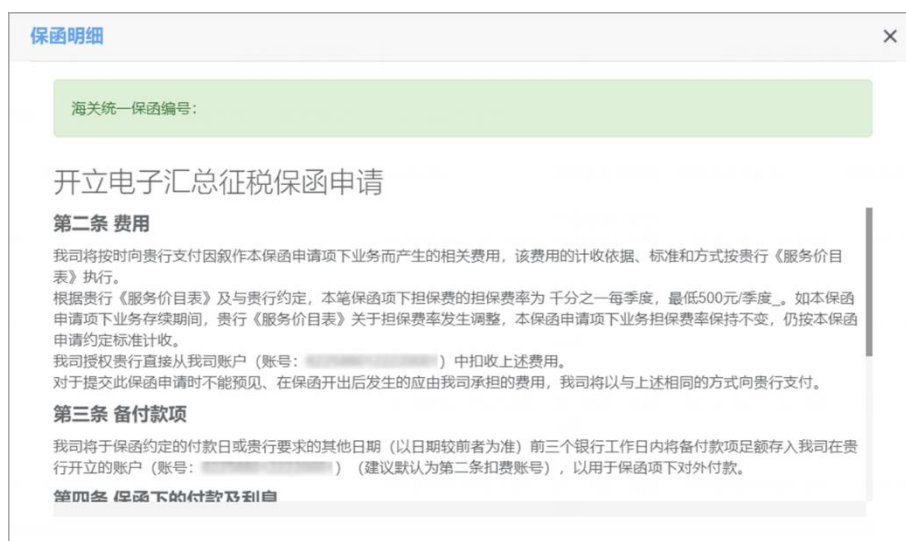 保函明细
×
海关统一保函编号：
开立电子汇总征税保函申请
第二条 费用
我司将按时向贵行支付因叙作本保函申请项下业务而产生的相关费用，该费用的计收依据、标准和方式按贵行《服务价目
表》执行。
根据贵行《服务价目表》及与贵行约定，本笔保函项下担保费的担保费率为 千分之一每季度，最低500元/季度_。如本保函
申请项下业务存续期间，贵行《服务价目表》关于担保费率发生调整，本保函申请项下业务担保费率保持不变，仍按本保函
申请约定标准计收。
我司授权贵行直接从我司账户（账号： ）中扣收上述费用。
对于提交此保函申请时不能预见、在保函开出后发生的应由我司承担的费用，我司将以与上述相同的方式向贵行支付。
第三条 备付款项
我司将于保函约定的付款日或贵行要求的其他日期（以日期较前者为准）前三个银行工作日内将备付款项足额存入我司在贵
行开立的账户（账号： ）（建议默认为第二条扣费账号），以用于保函项下对外付款。
第四条 保函下的付款及利息